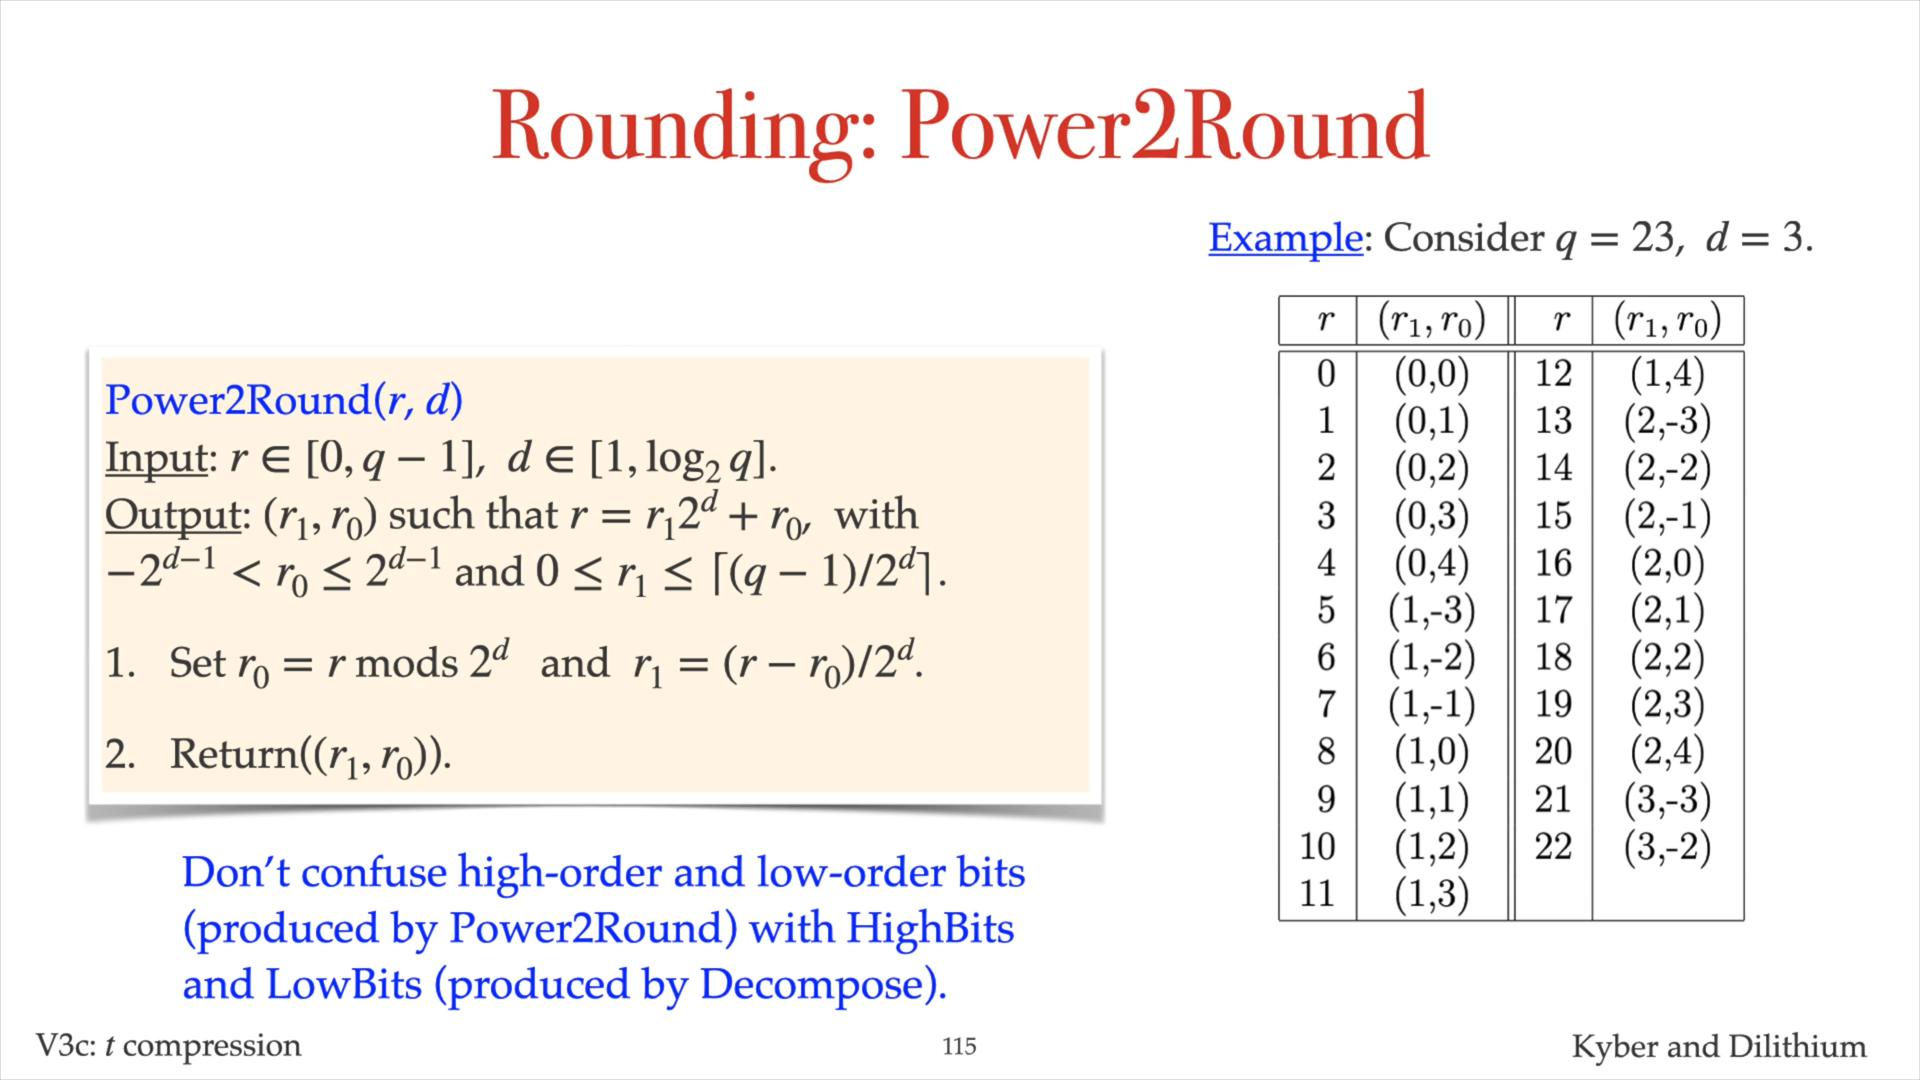 Rounding: Power2Round
Example: Consider q = 23, d = 3.
Power2Round(r, d)
Input: r ∈ [0, q − 1], d ∈ [1, log₂ q].
Output: (r₁, r₀) such that r = r₁2^d + r₀, with
−2^{d−1} < r₀ ≤ 2^{d−1} and 0 ≤ r₁ ≤ ⌈(q − 1)/2^d⌉.
1. Set r₀ = r mods 2^d and r₁ = (r − r₀)/2^d.
2. Return((r₁, r₀)).
Don't confuse high-order and low-order bits
(produced by Power2Round) with HighBits
and LowBits (produced by Decompose).
r (r₁, r₀) r (r₁, r₀)
0 (0,0) 12 (1,4)
1 (0,1) 13 (2,-3)
2 (0,2) 14 (2,-2)
3 (0,3) 15 (2,-1)
4 (0,4) 16 (2,0)
5 (1,-3) 17 (2,1)
6 (1,-2) 18 (2,2)
7 (1,-1) 19 (2,3)
8 (1,0) 20 (2,4)
9 (1,1) 21 (3,-3)
10 (1,2) 22 (3,-2)
11 (1,3)
V3c: t compression
115
Kyber and Dilithium